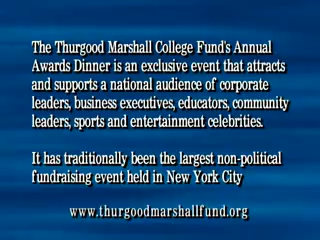 The Thurgood Marshall College Fund's Annual
Awards Dinner is an exclusive event that attracts
and supports a national audience of corporate
leaders, business executives, educators, community
leaders, sports and entertainment celebrities.
It has traditionally been the largest non-political
fundraising event held in New York City
www.thurgoodmarshallfund.org